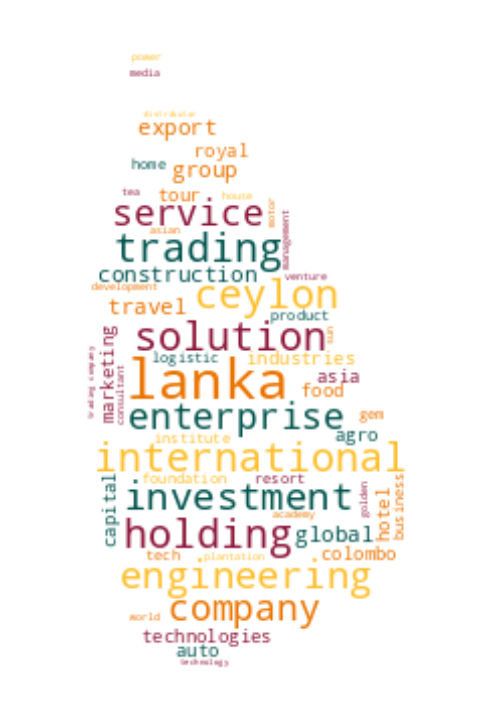 power
media
distributor
export
royal
home group
tea tour house
service motor
asian
trading management
construction venture
development ceylon
travel product
solution sun
marketing logistic industries
trading company
lanka asia
consultant food
enterprise gem
institute agro
international
foundation resort
capital investment golden hotel business
academy
holding global
tech plantation colombo
engineering
world company
technologies
auto
technology